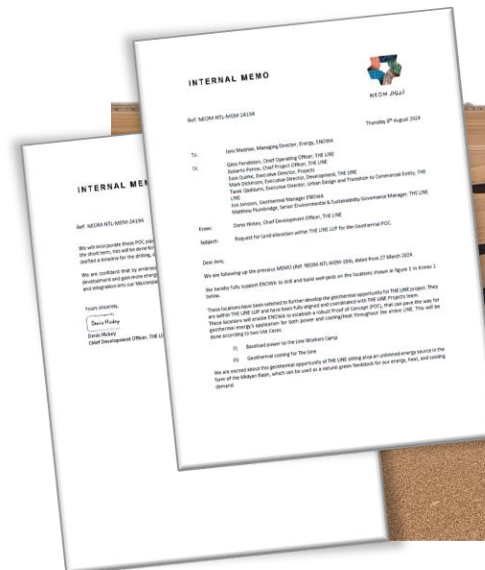 INTERNAL MEMO
NEOM نيوم
Ref: NEOM-NTL-MEM-24194
Thursday 8th August 2024
To: Jens Madrian, Managing Director, Energy, ENOWA
Cc: Giles Pendleton, Chief Operating Officer, THE LINE
Roberto Penno, Chief Project Officer, THE LINE
Eoin Quirke, Executive Director, Projects
Mark Dickinson, Executive Director, Development, THE LINE
Tarek Qaddumi, Executive Director, Urban Design and Transition to Commercial Entity, THE
LINE
Jon Jonsson, Geothermal Manager ENOWA
Matthew Plumbridge, Senior Environmental & Sustainability Governance Manager, THE LINE
From: Denis Hickey, Chief Development Officer, THE LINE
Subject: Request for land allocation within THE LINE LUP for the Geothermal POC.
Dear Jens,
We are following up the previous MEMO (Ref: NEOM-NTL-MEM-184), dated from 27 March 2024.
We hereby fully support ENOWA to drill and build well-pads on the locations shown in figure 1 in Annex 1
below.
These locations have been selected to further develop the geothermal opportunity for THE LINE project. They
are within THE LINE LUP and have been fully aligned and coordinated with THE LINE Projects team.
These locations will enable ENOWA to establish a robust Proof of Concept (POC), that can pave the way for
geothermal energy's application for both power and cooling/heat throughout the entire LINE. This will be
done according to two Use Cases:
(i) Baseload power to the Line Workers Camp
(ii) Geothermal cooling for The Line
We are excited about this geothermal opportunity of THE LINE sitting atop an unlimited energy source in the
form of the Midyan Basin, which can be used as a natural green feedstock for our energy, heat, and cooling
demand.
INTERNAL MEM
Ref: NEOM-NTL-MEM-24194
We will incorporate these POC
the short term, this will be done
drafted a timeline for the drilling,
We are confident that by
development and gain more energy
and integration into our Masterplan
Yours sincerely,
Denis Hickey
Denis Hickey
Chief Development Officer, THE LI